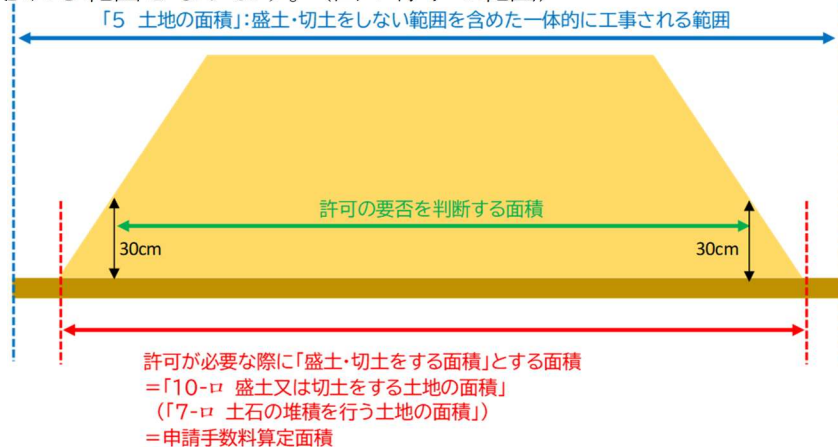 「5 土地の面積」：盛土・切土をしない範囲を含めた一体的に工事される範囲
許可の要否を判断する面積
30cm
30cm
許可が必要な際に「盛土・切土をする面積」とする面積
＝「10-ロ 盛土又は切土をする土地の面積」
（「7-ロ 土石の堆積を行う土地の面積」）
＝申請手数料算定面積